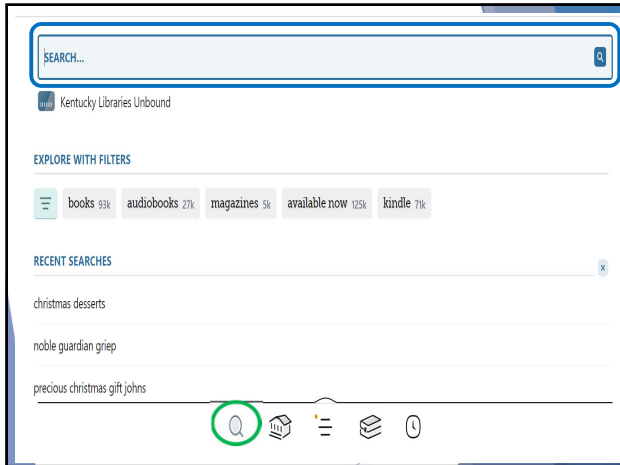 SEARCH...
Kentucky Libraries Unbound
EXPLORE WITH FILTERS
books 93k audiobooks 27k magazines 5k available now 125k kindle 71k
RECENT SEARCHES
x
christmas desserts
noble guardian griep
precious christmas gift johns